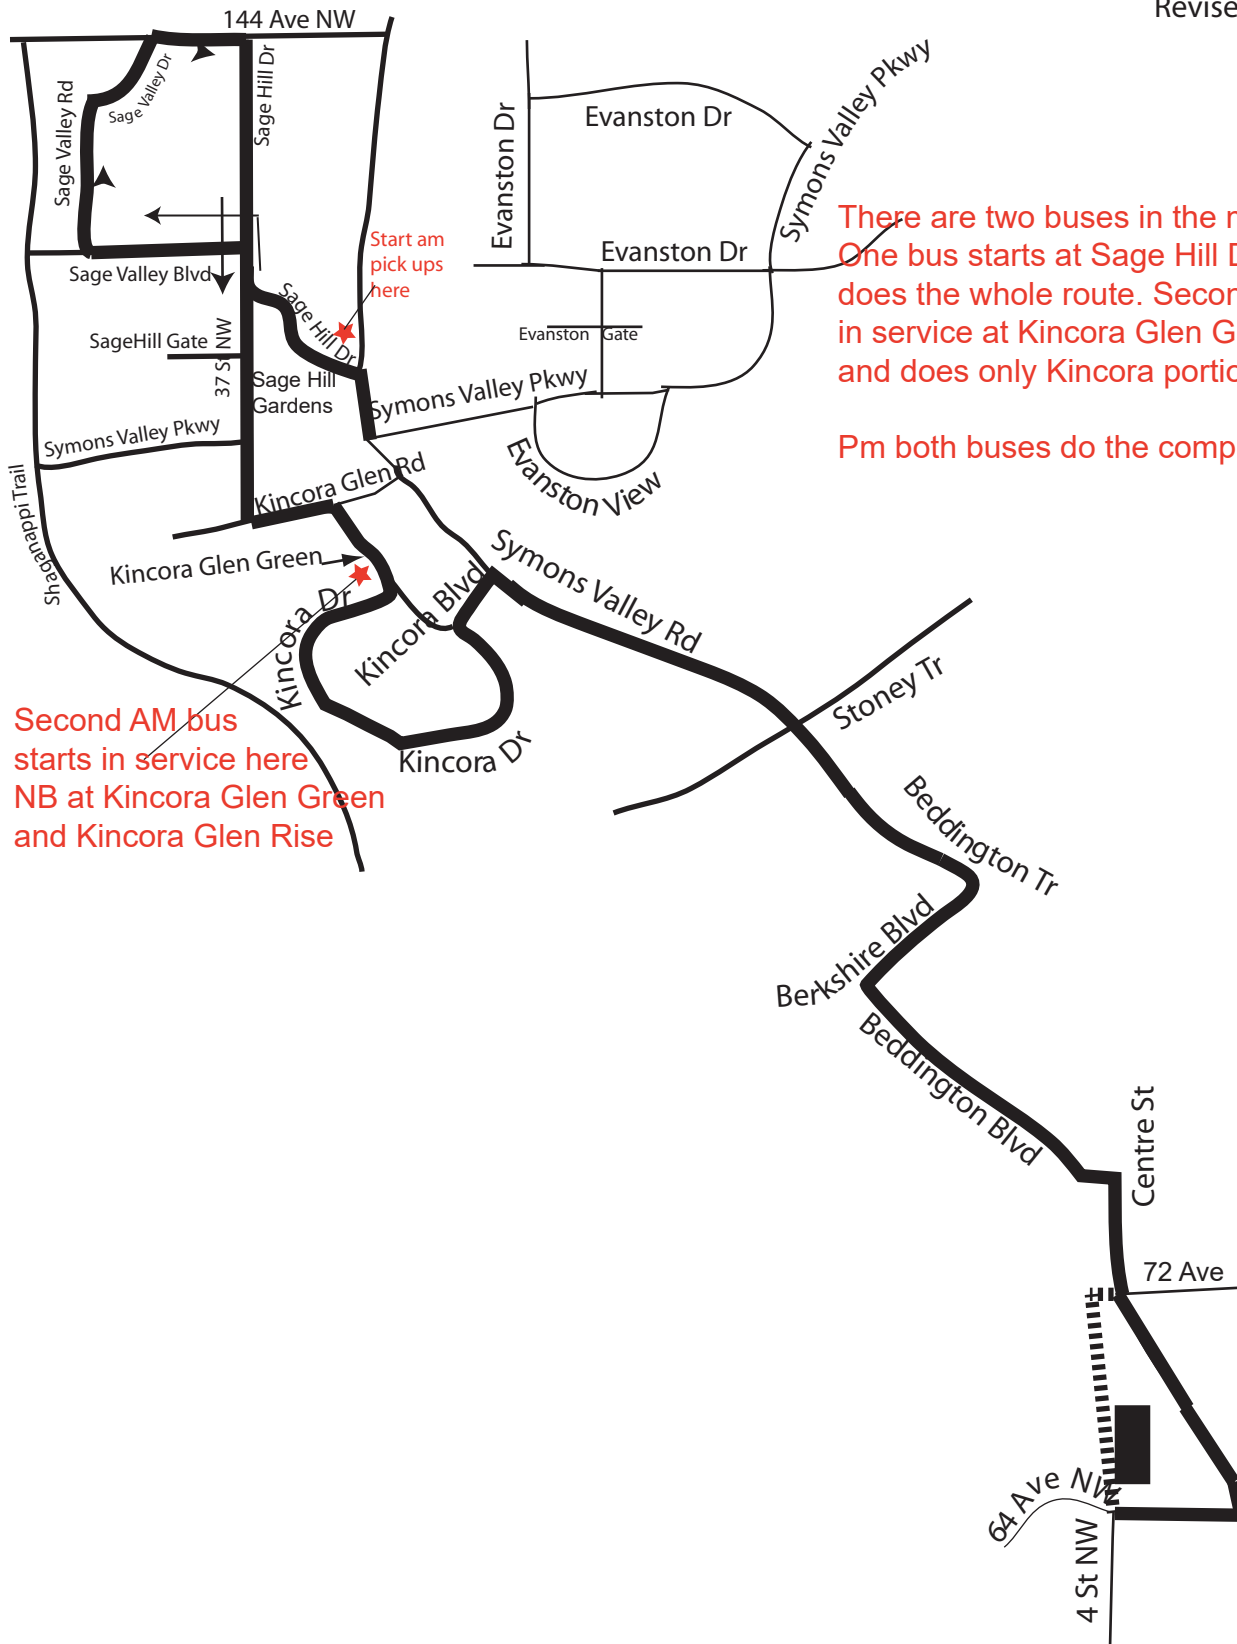 Revise
144 Ave NW
Sage Valley Dr
Sage Hill Dr
Sage Valley Rd
Evanston Dr
Evanston Dr
Symons Valley Pkwy
There are two buses in the
One bus starts at Sage Hill
does the whole route. Secon
in service at Kincora Glen G
and does only Kincora portio
Pm both buses do the comp
Start am
pick ups
here
Evanston Dr
Sage Valley Blvd
Sage Hill Dr
SageHill Gate
37 St NW
Evanston Gate
Sage Hill
Gardens
Symons Valley Pkwy
Symons Valley Pkwy
Evanston View
Kincora Glen Rd
Shaganappi Trail
Kincora Glen Green
Symons Valley Rd
Kincora Dr
Kincora Blvd
Stoney Tr
Second AM bus
starts in service here
NB at Kincora Glen Green
and Kincora Glen Rise
Kincora Dr
Beddington Tr
Berkshire Blvd
Beddington Blvd
Centre St
72 Ave
64 Ave NW
4 St NW